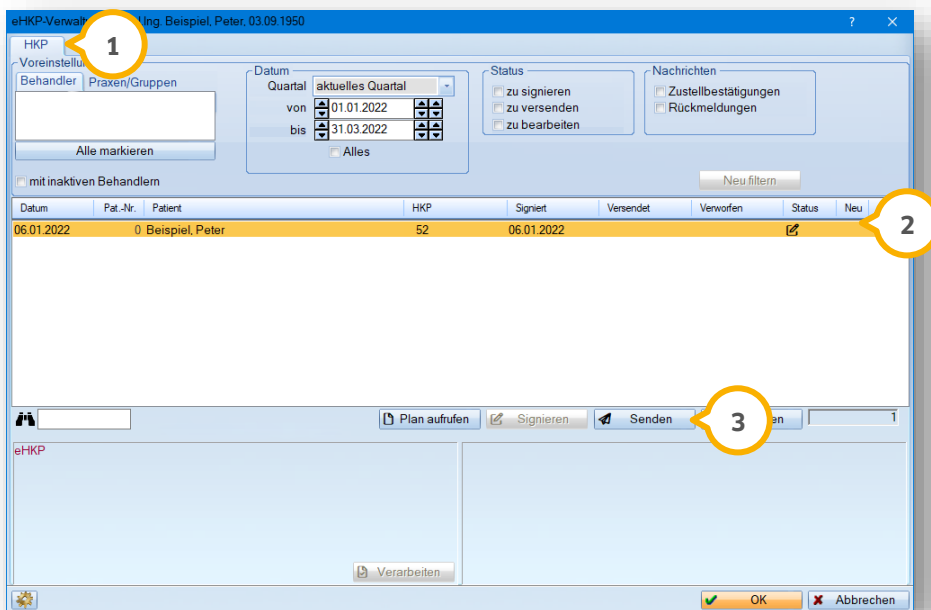 eHKP-Verwalt Ing. Beispiel, Peter, 03.09.1950 ? ×
HKP
1
Voreinstellu
Behandler Praxen/Gruppen
Alle markieren
mit inaktiven Behandlern
Datum
Quartal aktuelles Quartal
von 01.01.2022
bis 31.03.2022
Alles
Status
zu signieren
zu versenden
zu bearbeiten
Nachrichten
Zustellbestätigungen
Rückmeldungen
Neu filtern
Datum Pat.-Nr. Patient HKP Signiert Versendet Verworfen Status Neu
06.01.2022 0 Beispiel, Peter 52 06.01.2022
2
Plan aufrufen Signieren Senden en 1
3
eHKP
Verarbeiten
OK Abbrechen